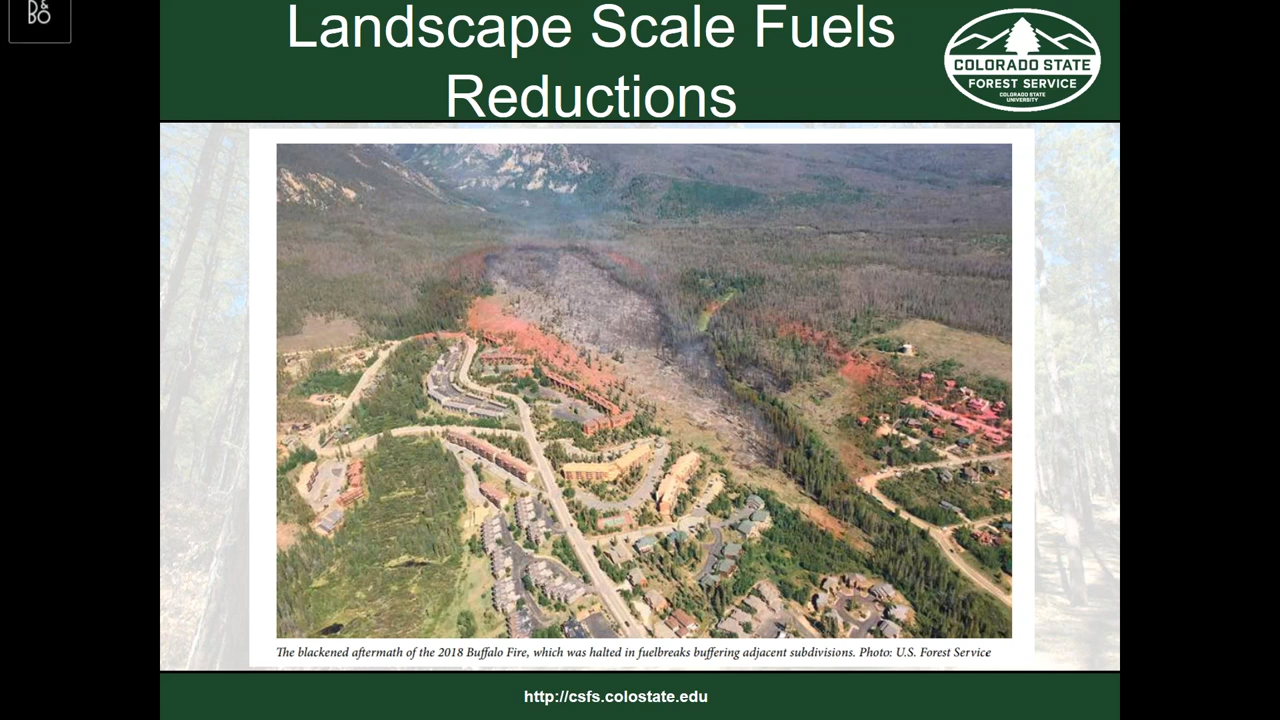 D&
BO
Landscape Scale Fuels
Reductions
COLORADO STATE
FOREST SERVICE
COLORADO STATE
UNIVERSITY
The blackened aftermath of the 2018 Buffalo Fire, which was halted in fuelbreaks buffering adjacent subdivisions. Photo: U.S. Forest Service
http://csfs.colostate.edu